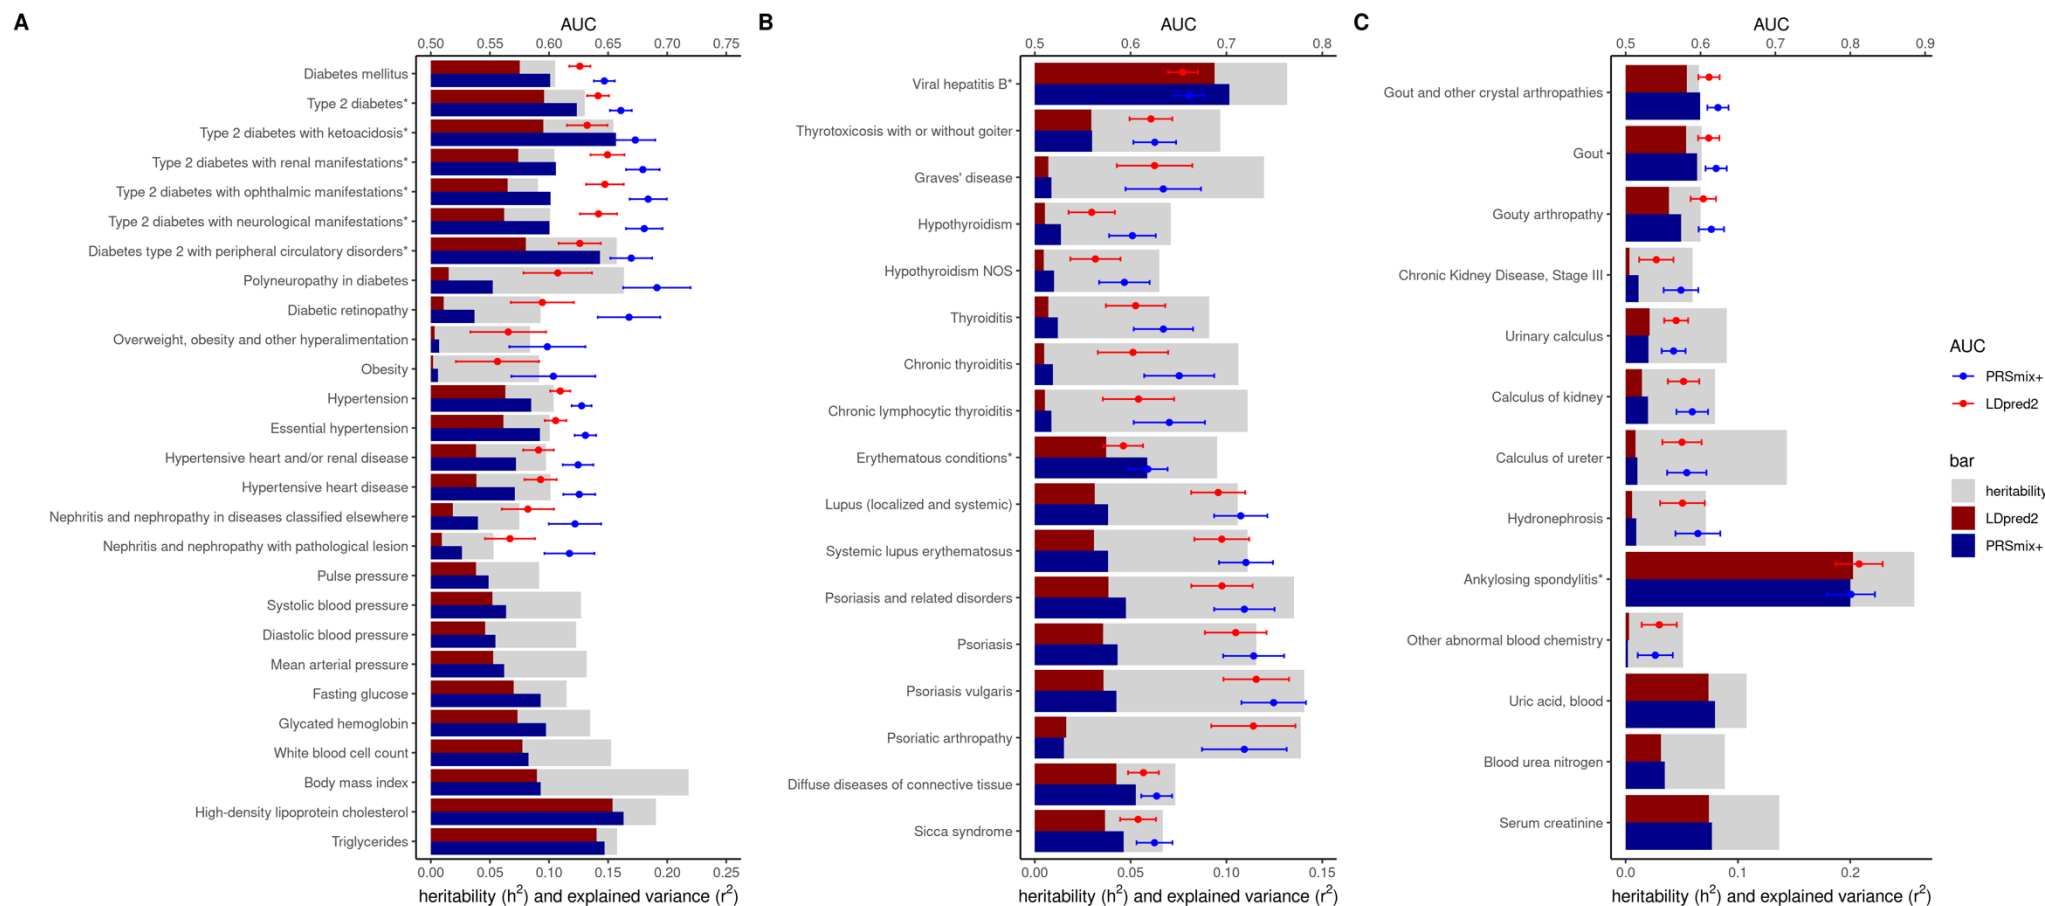 A
AUC
0.50 0.55 0.60 0.65 0.70 0.75
Diabetes mellitus
Type 2 diabetes*
Type 2 diabetes with ketoacidosis*
Type 2 diabetes with renal manifestations*
Type 2 diabetes with ophthalmic manifestations*
Type 2 diabetes with neurological manifestations*
Diabetes type 2 with peripheral circulatory disorders*
Polyneuropathy in diabetes
Diabetic retinopathy
Overweight, obesity and other hyperalimentation
Obesity
Hypertension
Essential hypertension
Hypertensive heart and/or renal disease
Hypertensive heart disease
Nephritis and nephropathy in diseases classified elsewhere
Nephritis and nephropathy with pathological lesion
Pulse pressure
Systolic blood pressure
Diastolic blood pressure
Mean arterial pressure
Fasting glucose
Glycated hemoglobin
White blood cell count
Body mass index
High-density lipoprotein cholesterol
Triglycerides
0.00 0.05 0.10 0.15 0.20 0.25
heritability (h²) and explained variance (r²)
B
AUC
0.5 0.6 0.7 0.8
Viral hepatitis B*
Thyrotoxicosis with or without goiter
Graves' disease
Hypothyroidism
Hypothyroidism NOS
Thyroiditis
Chronic thyroiditis
Chronic lymphocytic thyroiditis
Erythematous conditions*
Lupus (localized and systemic)
Systemic lupus erythematosus
Psoriasis and related disorders
Psoriasis
Psoriasis vulgaris
Psoriatic arthropathy
Diffuse diseases of connective tissue
Sicca syndrome
0.00 0.05 0.10 0.15
heritability (h²) and explained variance (r²)
C
AUC
0.5 0.6 0.7 0.8 0.9
Gout and other crystal arthropathies
Gout
Gouty arthropathy
Chronic Kidney Disease, Stage III
Urinary calculus
Calculus of kidney
Calculus of ureter
Hydronephrosis
Ankylosing spondylitis*
Other abnormal blood chemistry
Uric acid, blood
Blood urea nitrogen
Serum creatinine
0.0 0.1 0.2
heritability (h²) and explained variance (r²)
AUC
PRSmix+
LDpred2
bar
heritability
LDpred2
PRSmix+